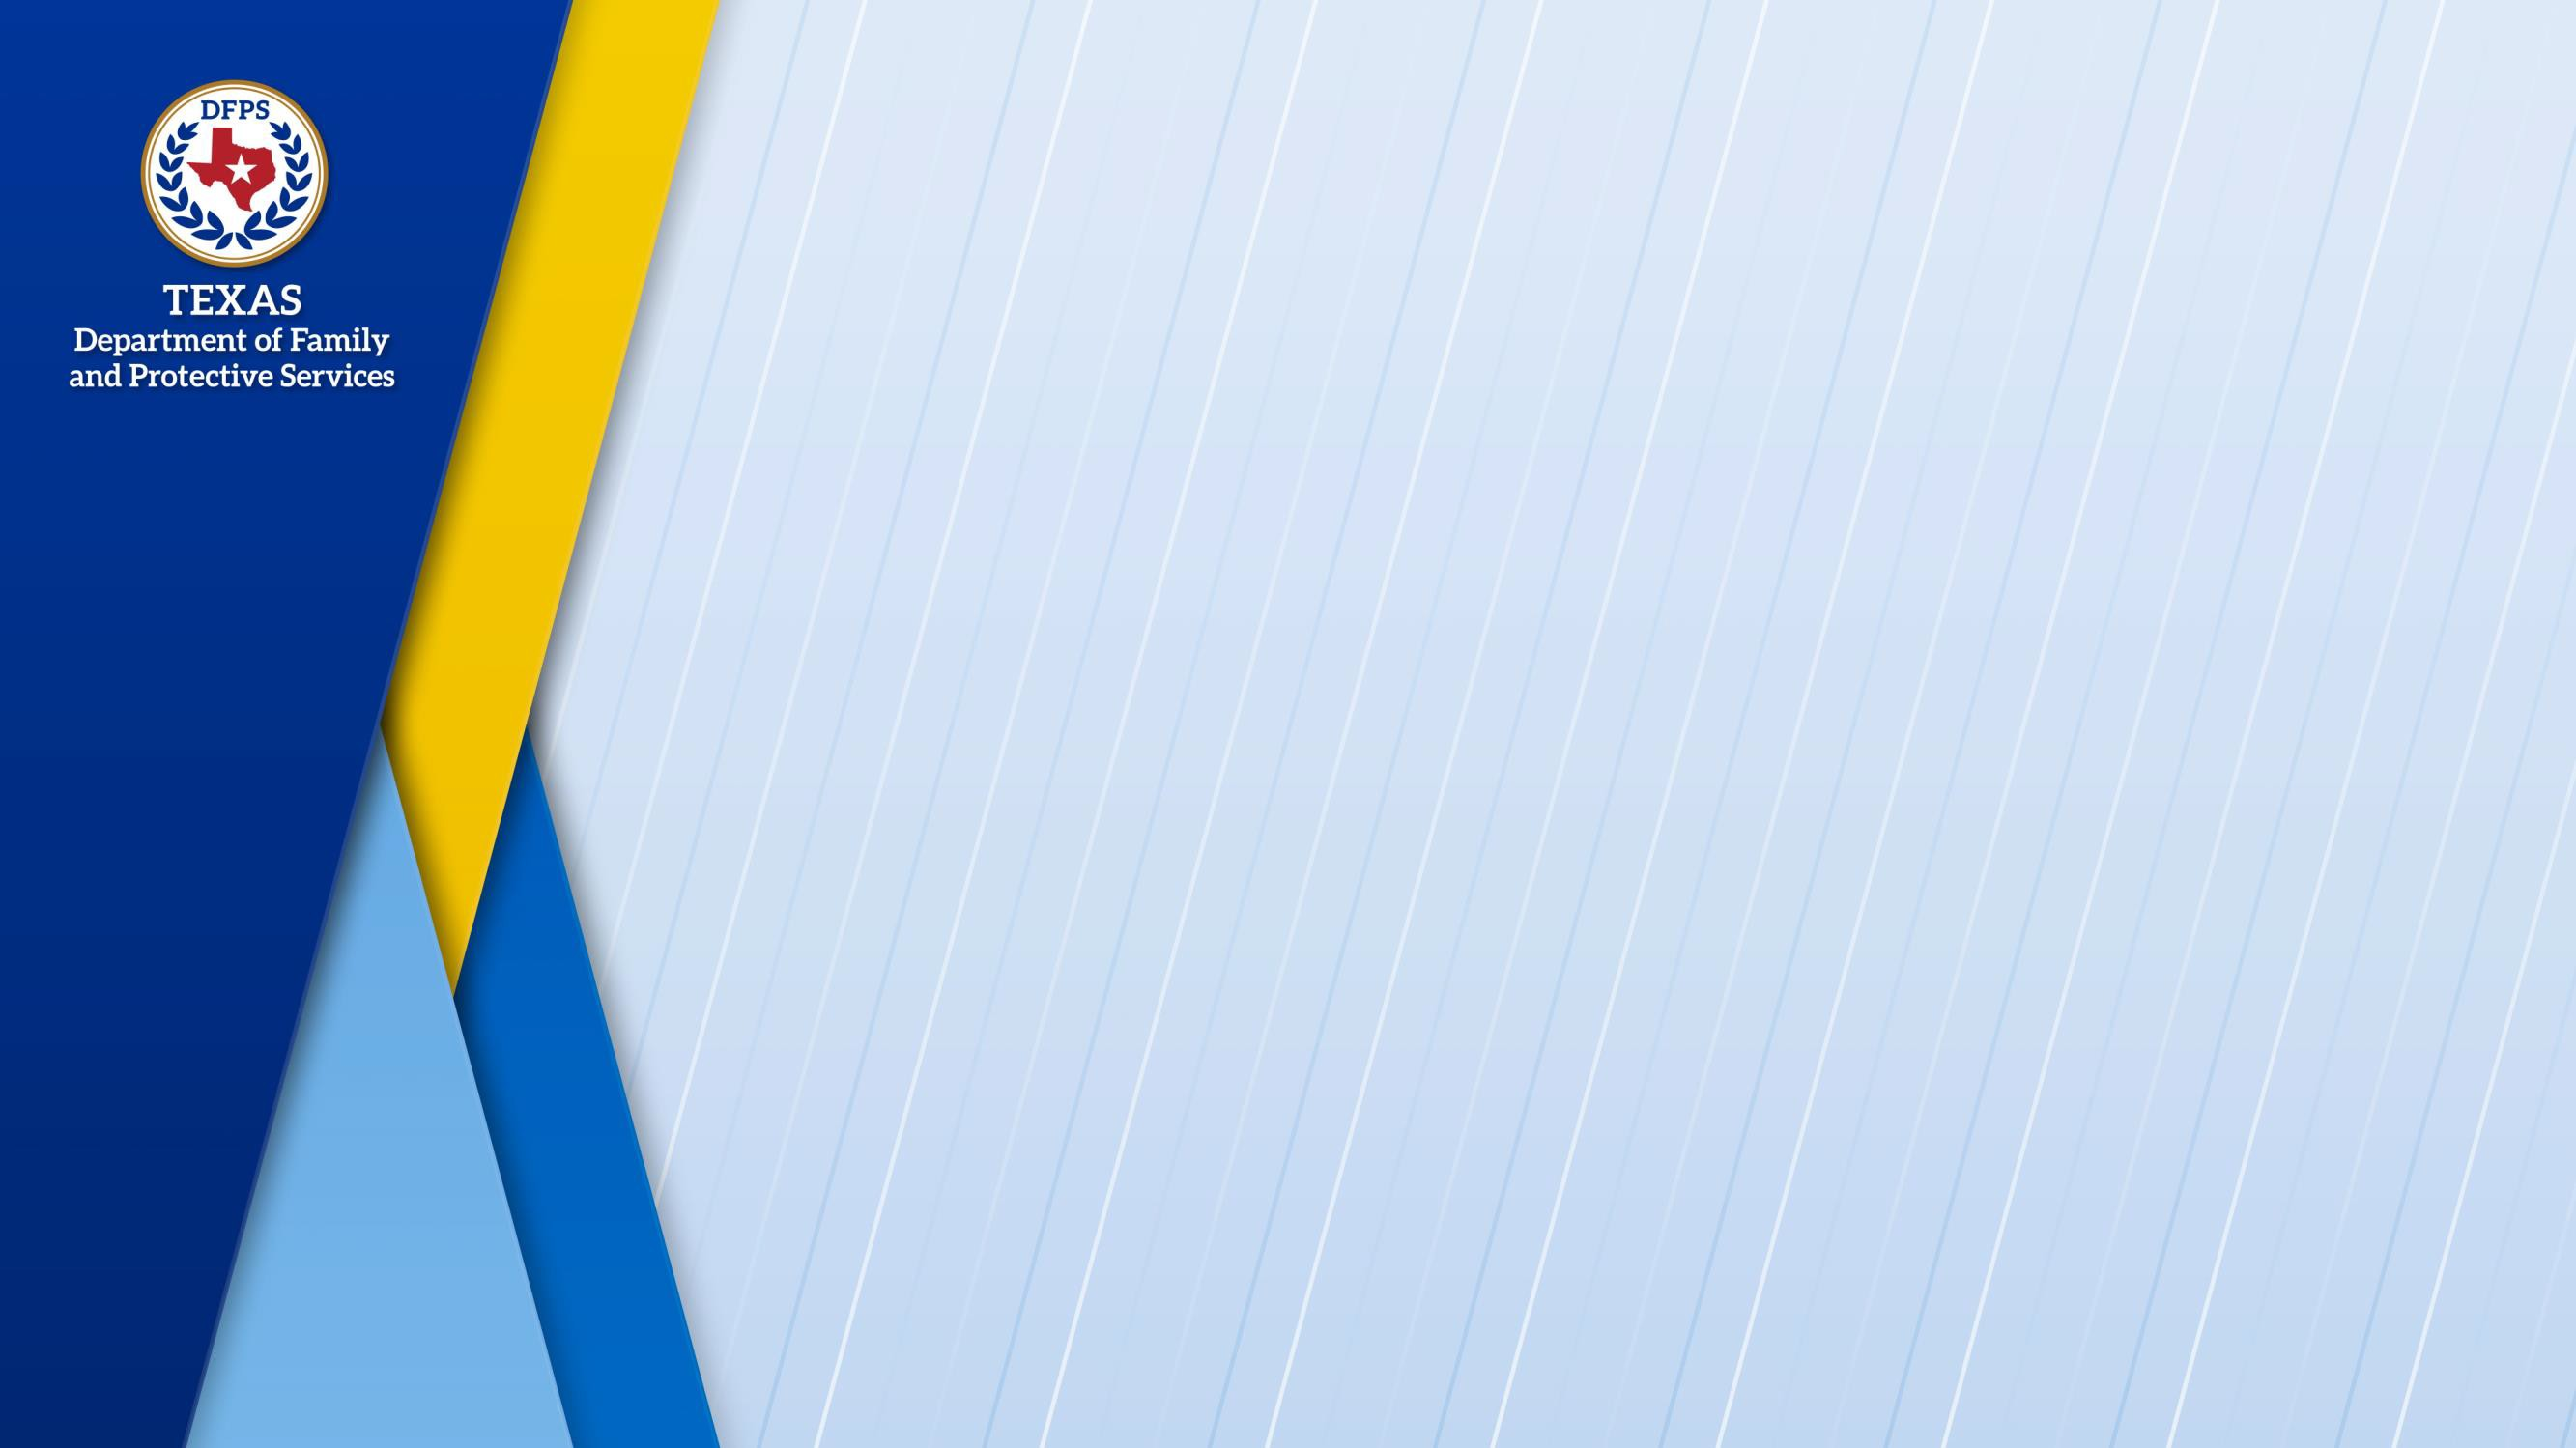 DFPS
TEXAS
Department of Family
and Protective Services